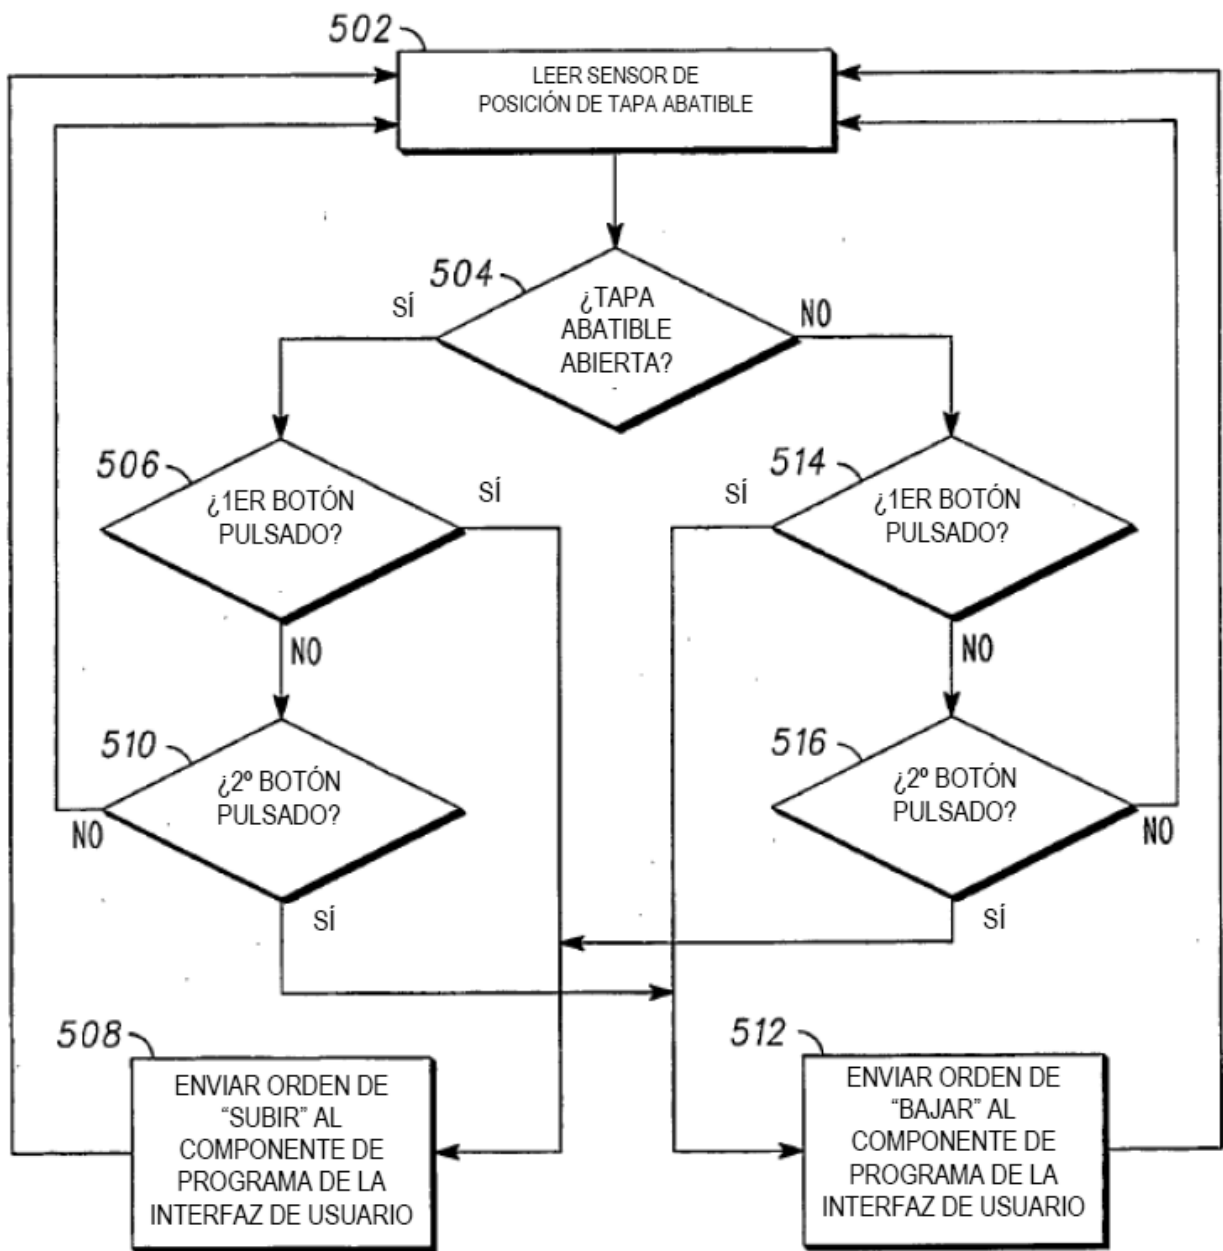 502
LEER SENSOR DE
POSICIÓN DE TAPA ABATIBLE
504
¿TAPA
ABATIBLE
ABIERTA?
SÍ
NO
506
¿1ER BOTÓN
PULSADO?
SÍ
NO
514
¿1ER BOTÓN
PULSADO?
SÍ
NO
510
¿2º BOTÓN
PULSADO?
NO
SÍ
516
¿2º BOTÓN
PULSADO?
NO
SÍ
508
ENVIAR ORDEN DE
“SUBIR” AL
COMPONENTE DE
PROGRAMA DE LA
INTERFAZ DE USUARIO
512
ENVIAR ORDEN DE
“BAJAR” AL
COMPONENTE DE
PROGRAMA DE LA
INTERFAZ DE USUARIO